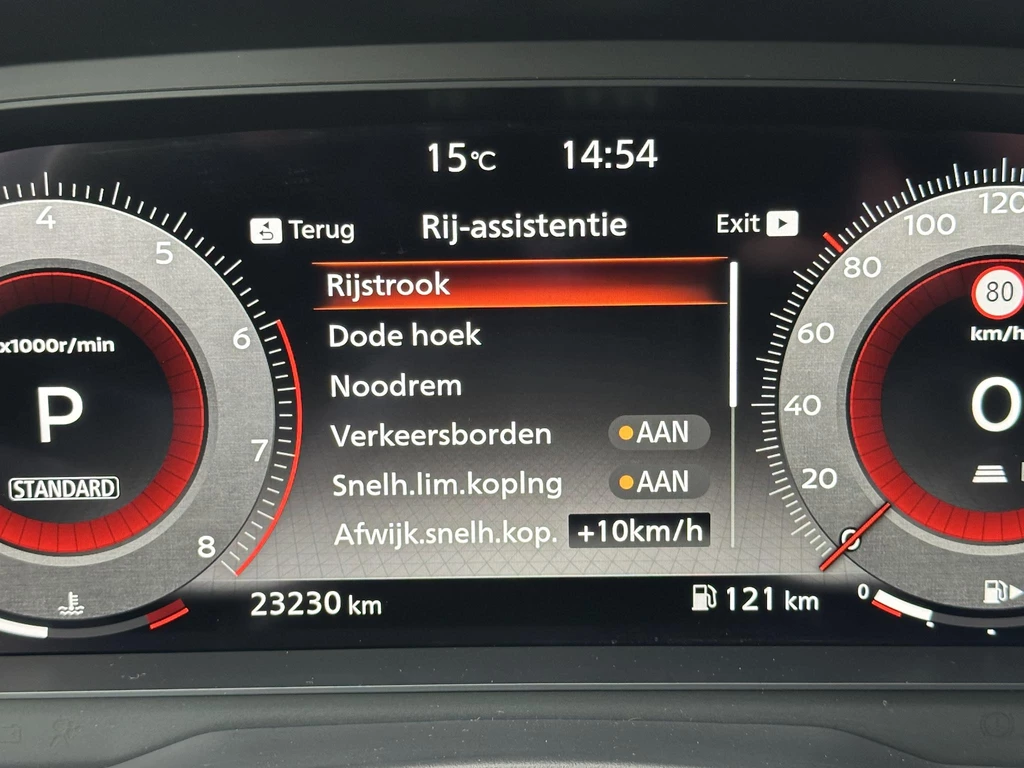 15°C 14:54
Terug Rij-assistentie Exit
Rijstrook
Dode hoek
Noodrem
Verkeersborden AAN
Snelh.lim.koplng AAN
Afwijk.snelh.kop. +10km/h
23230 km 121 km
4
5
6
7
8
x1000r/min
P
STANDARD
120
100
80
60
40
20
0
80
km/h
0
0